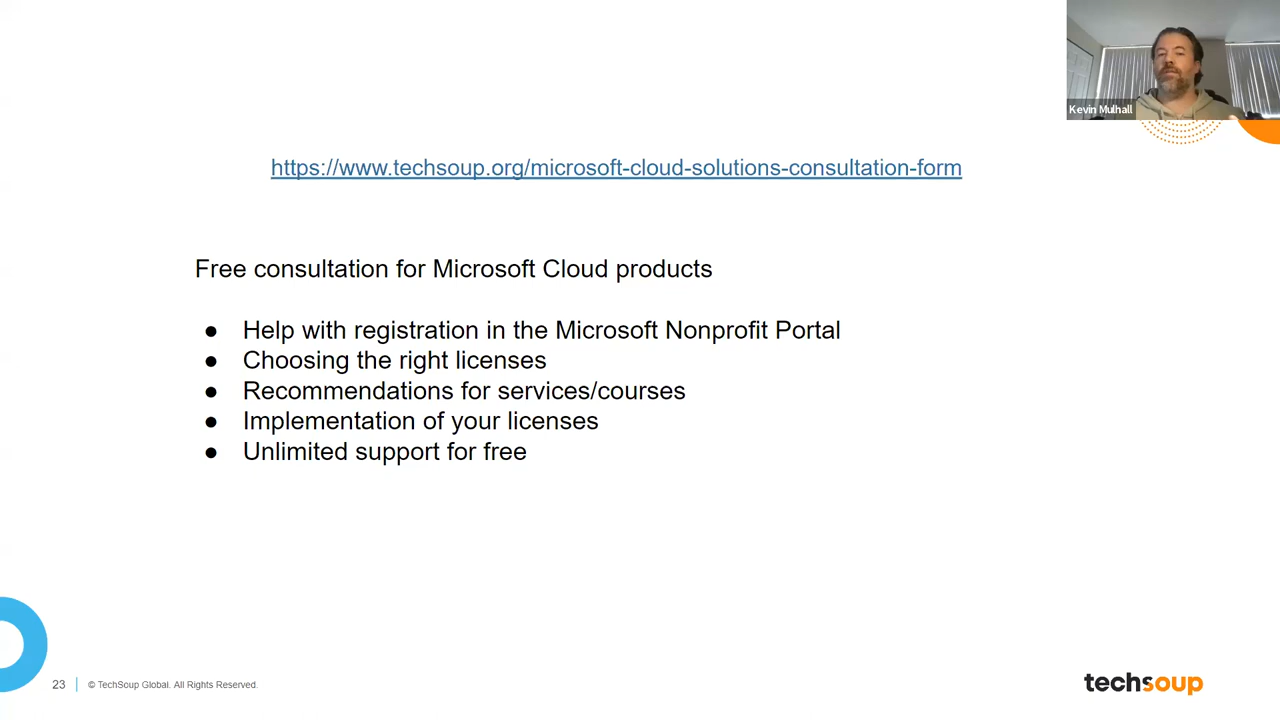 Kevin Mulhall
https://www.techsoup.org/microsoft-cloud-solutions-consultation-form
Free consultation for Microsoft Cloud products
● Help with registration in the Microsoft Nonprofit Portal
● Choosing the right licenses
● Recommendations for services/courses
● Implementation of your licenses
● Unlimited support for free
23
© TechSoup Global. All Rights Reserved.
techsoup